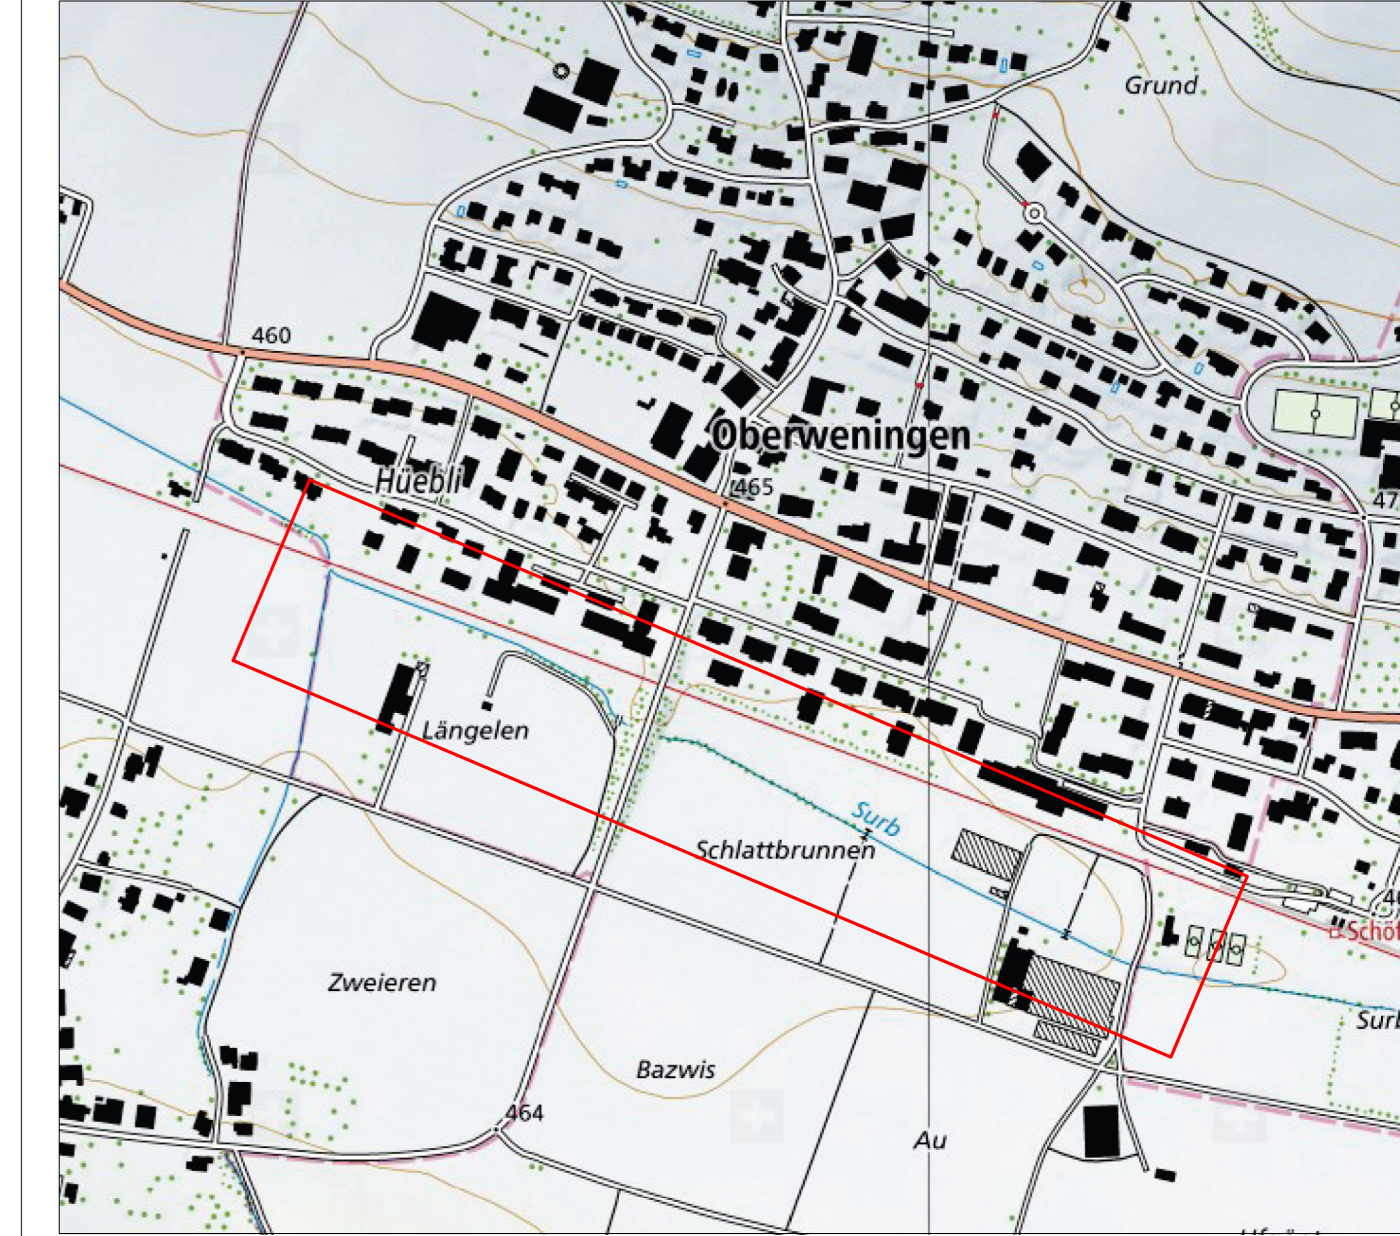 Grund
460
Oberweningen
Hüebli
465
47
Längelen
Surb
Schlattbrunnen
Schöf
Zweieren
Surb
Bazwis
464
Au